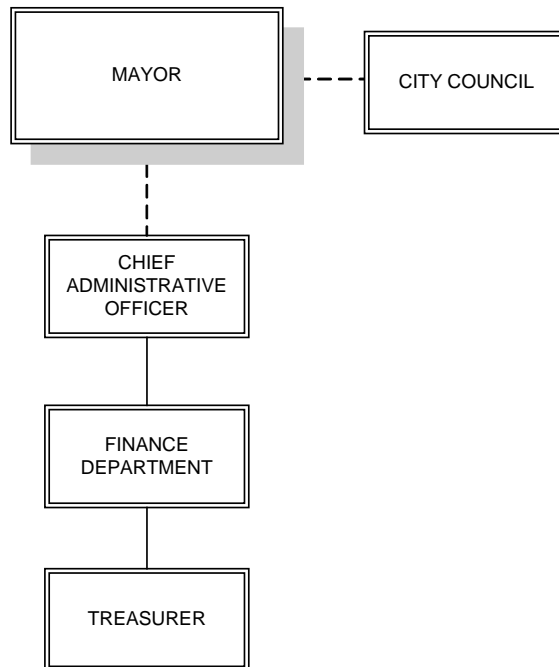 MAYOR
CITY COUNCIL
CHIEF
ADMINISTRATIVE
OFFICER
FINANCE
DEPARTMENT
TREASURER